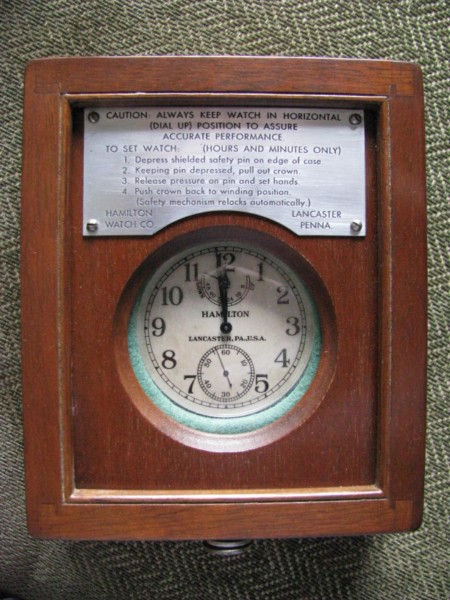 CAUTION: ALWAYS KEEP WATCH IN HORIZONTAL
(DIAL UP) POSITION TO ASSURE
ACCURATE PERFORMANCE
TO SET WATCH: (HOURS AND MINUTES ONLY)
1. Depress shielded safety pin on edge of case
2. Keeping pin depressed, pull out crown
3. Release pressure on pin and set hands
4. Push crown back to winding position.
(Safety mechanism relocks automatically.)
HAMILTON WATCH CO.
LANCASTER PENNA.
12
11 1
10 2
HAMILTON
9 3
LANCASTER, PA., U.S.A.
8 4
7 5
60
50 10
40 20
30